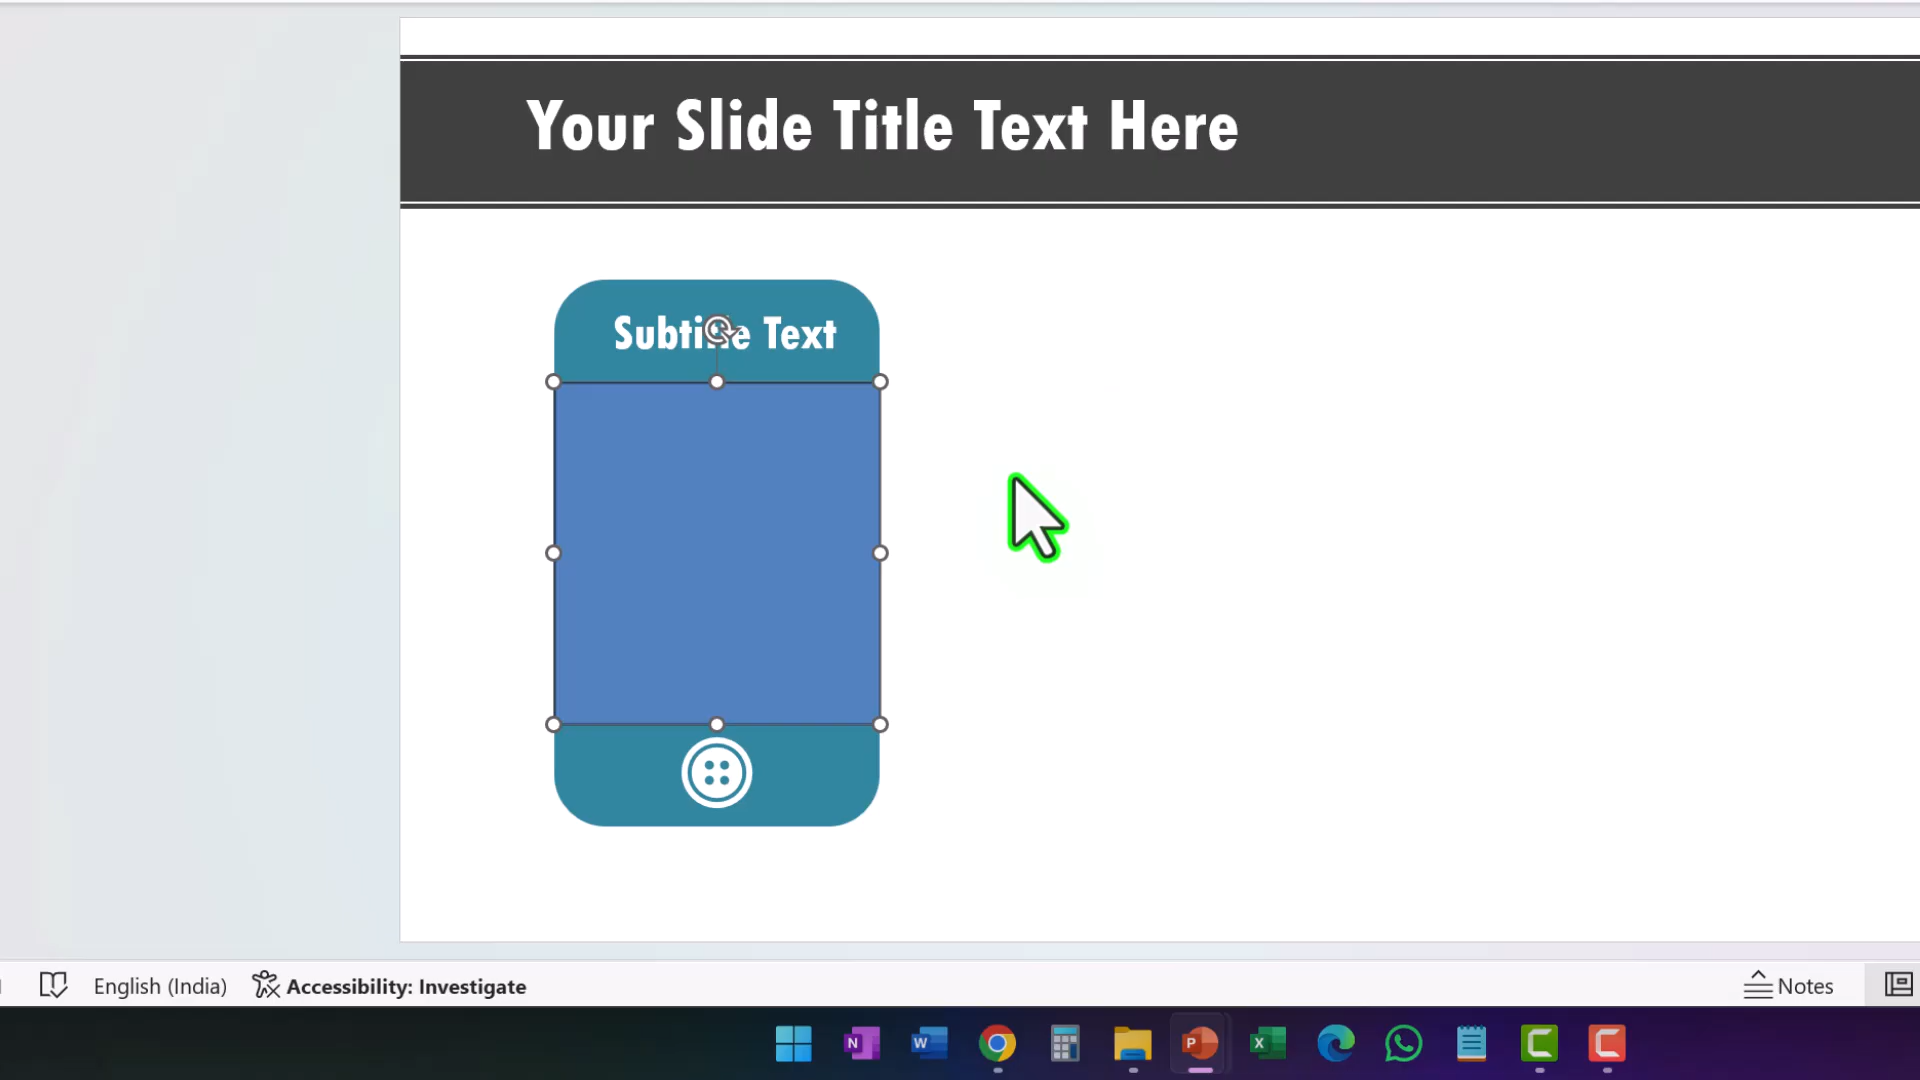 Your Slide Title Text Here
Subtitle Text
English (India)
Accessibility: Investigate
Notes
N
W
P
X